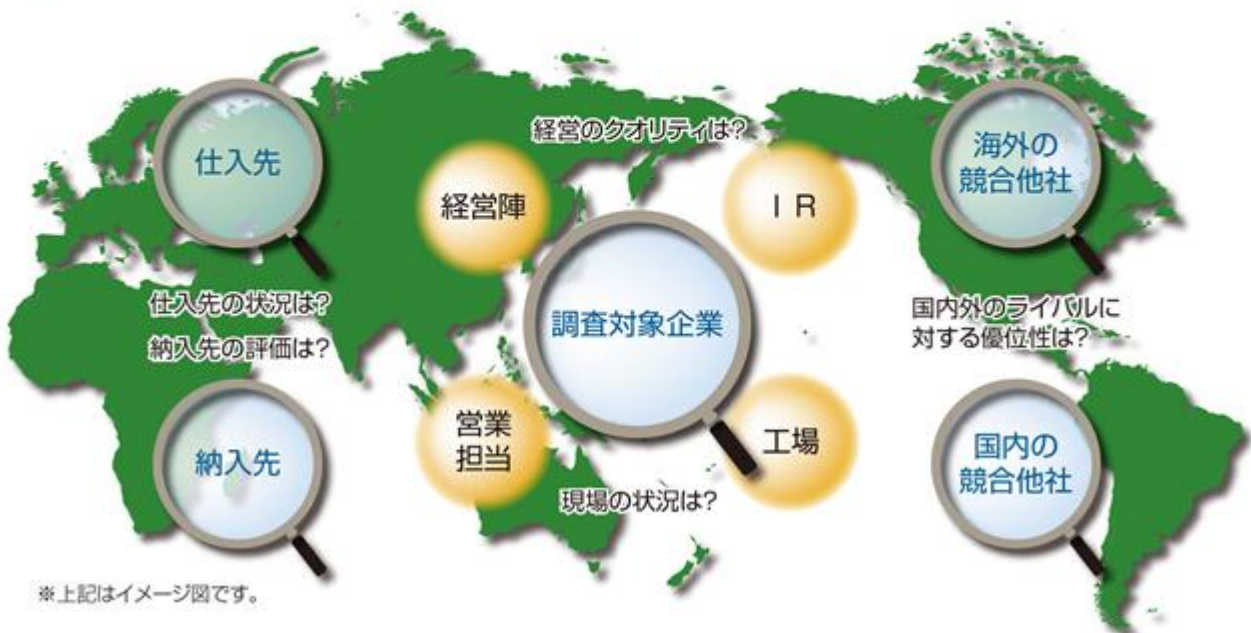 経営のクオリティは?
仕入先
経営陣
I R
海外の
競合他社
調査対象企業
仕入先の状況は?
納入先の評価は?
国内外のライバルに
対する優位性は?
納入先
営業
担当
工場
国内の
競合他社
現場の状況は?
※上記はイメージ図です。